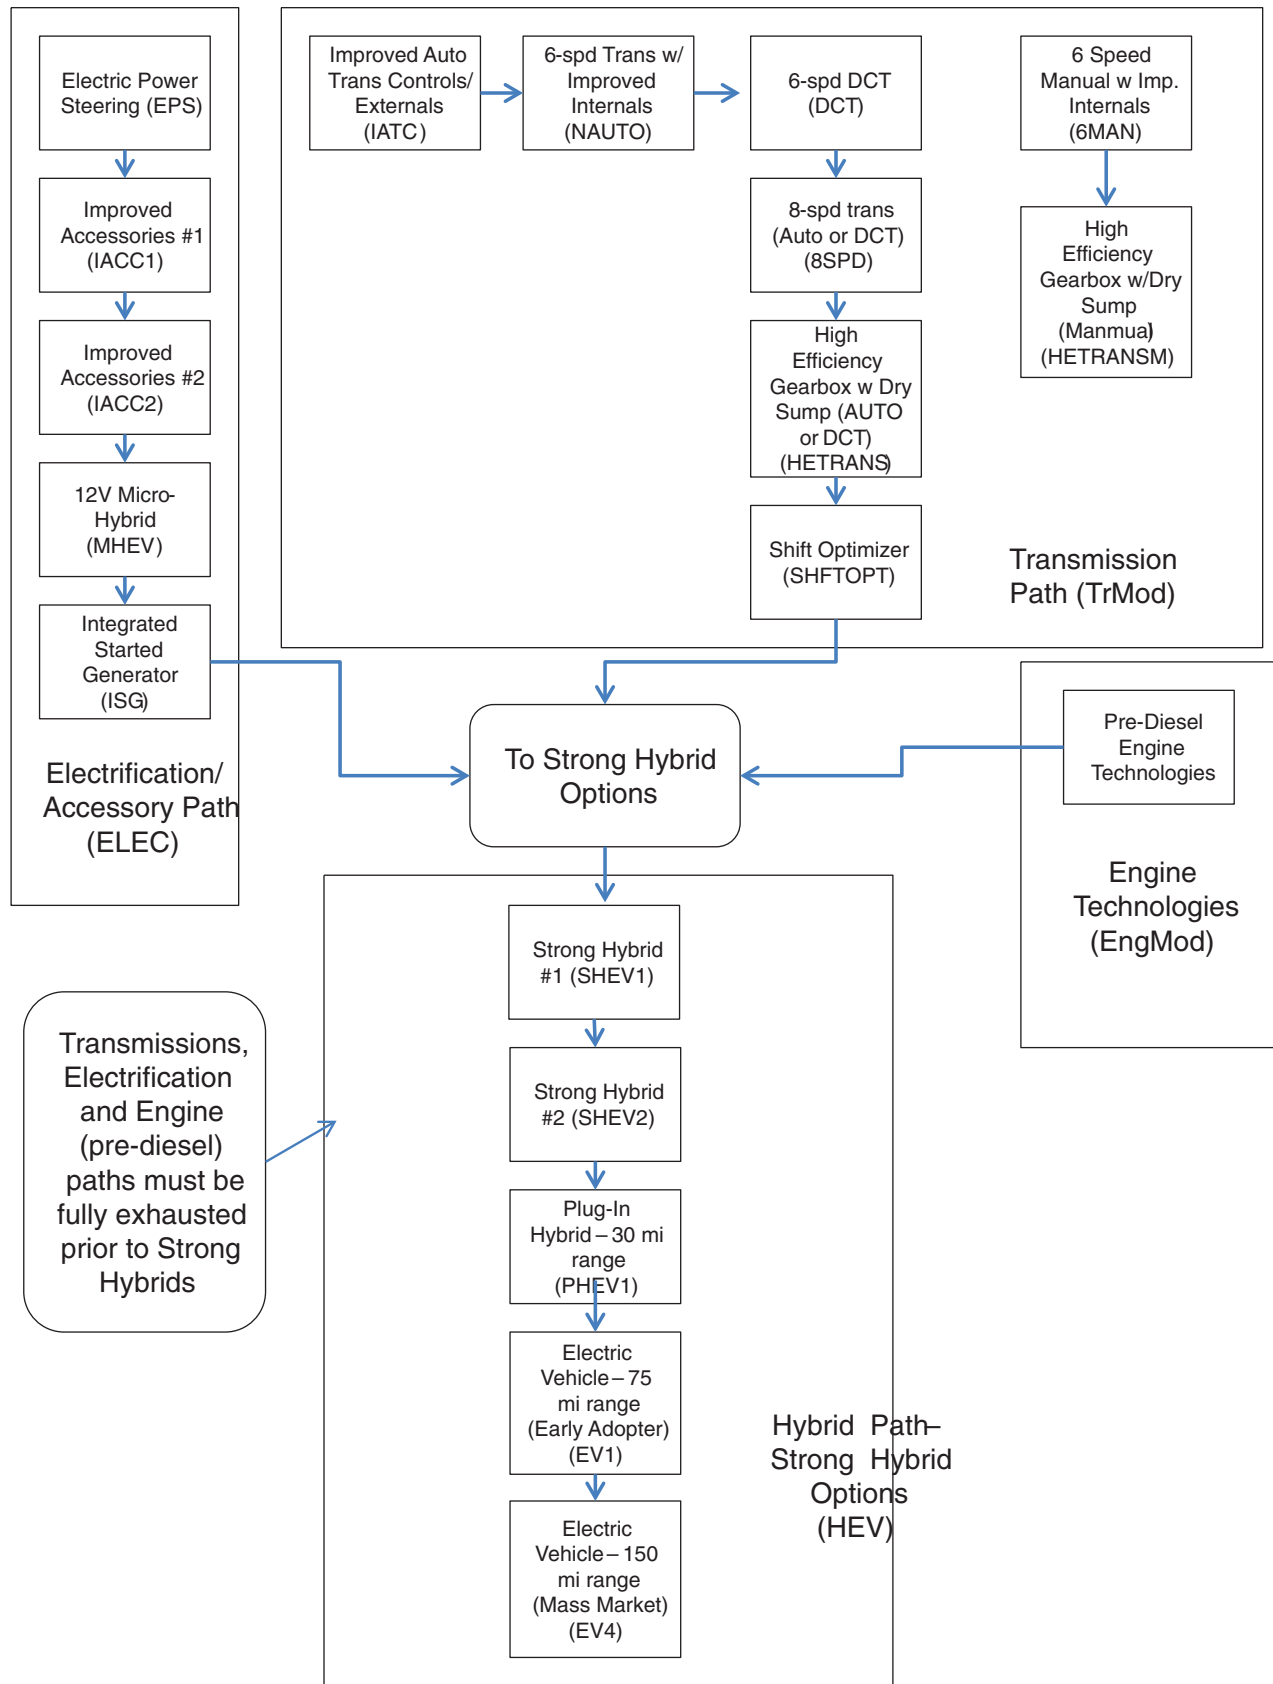 Electric Power
Steering (EPS)
Improved
Accessories #1
(IACC1)
Improved
Accessories #2
(IACC2)
12V Micro-
Hybrid
(MHEV)
Integrated
Started
Generator
(ISG)
Electrification/
Accessory Path
(ELEC)
Improved Auto
Trans Controls/
Externals
(IATC)
6-spd Trans w/
Improved
Internals
(NAUTO)
6-spd DCT
(DCT)
8-spd trans
(Auto or DCT)
(8SPD)
High
Efficiency
Gearbox w Dry
Sump (AUTO
or DCT)
(HETRANS)
Shift Optimizer
(SHFTOPT)
6 Speed
Manual w Imp.
Internals
(6MAN)
High
Efficiency
Gearbox w/Dry
Sump
(Manmual)
(HETRANSM)
Transmission
Path (TrMod)
To Strong Hybrid
Options
Pre-Diesel
Engine
Technologies
Engine
Technologies
(EngMod)
Transmissions,
Electrification
and Engine
(pre-diesel)
paths must be
fully exhausted
prior to Strong
Hybrids
Strong Hybrid
#1 (SHEV1)
Strong Hybrid
#2 (SHEV2)
Plug-In
Hybrid – 30 mi
range
(PHEV1)
Electric
Vehicle – 75
mi range
(Early Adopter)
(EV1)
Electric
Vehicle – 150
mi range
(Mass Market)
(EV4)
Hybrid Path–
Strong Hybrid
Options
(HEV)